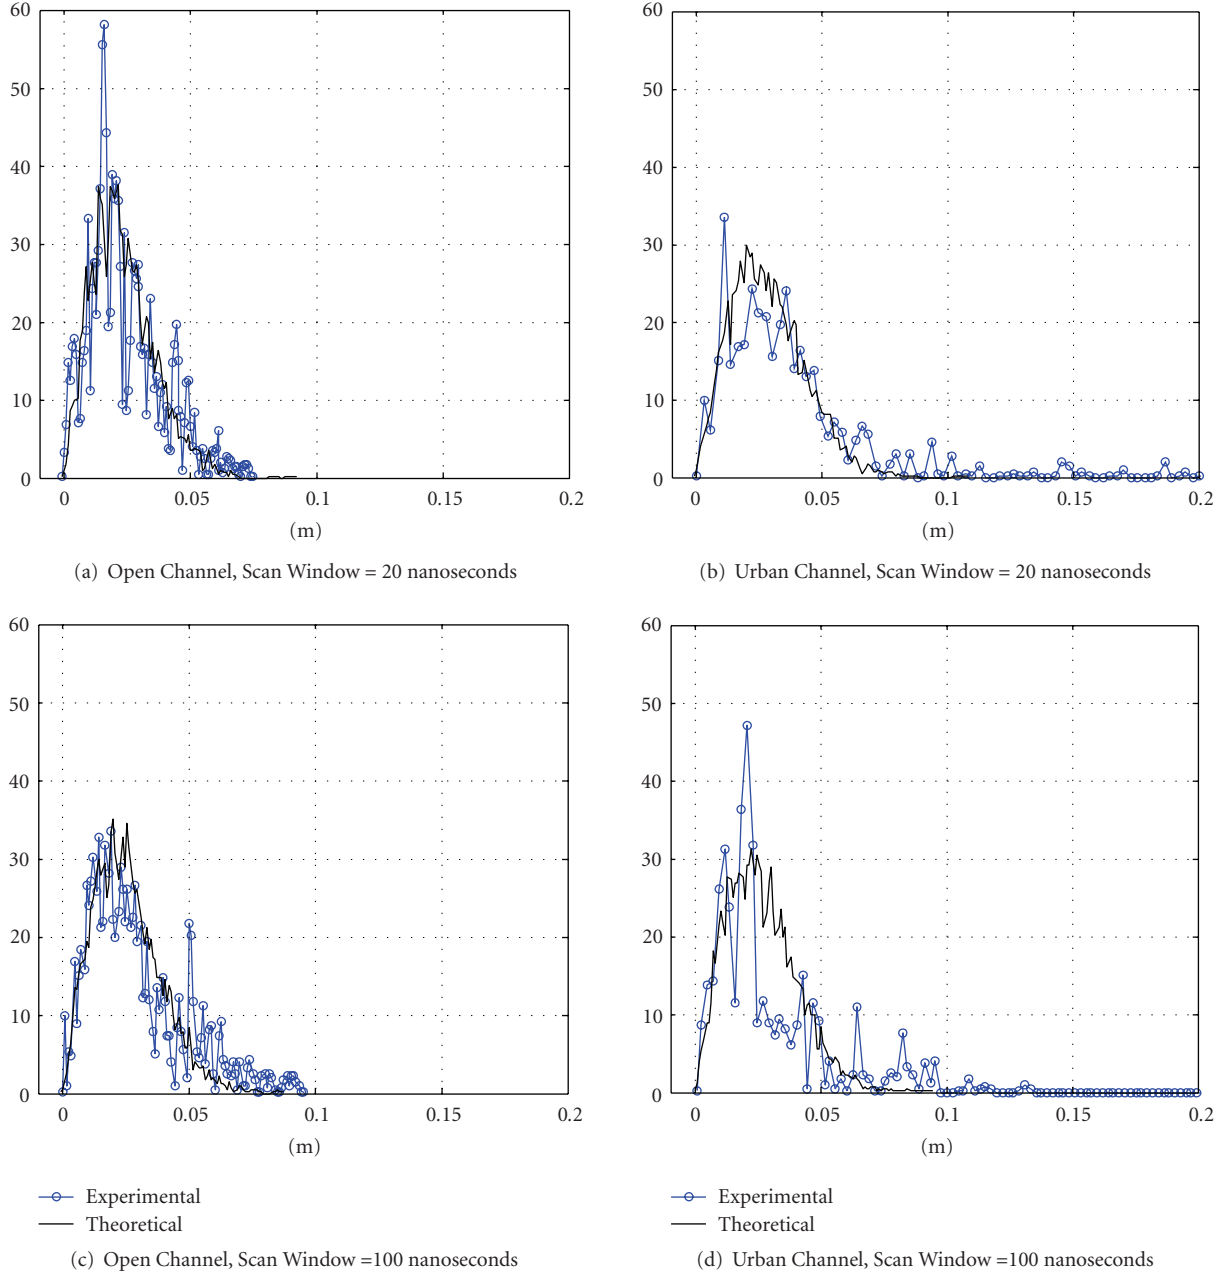 60
50
40
30
20
10
0
0 0.05 0.1 0.15 0.2
(m)
(a) Open Channel, Scan Window = 20 nanoseconds
60
50
40
30
20
10
0
0 0.05 0.1 0.15 0.2
(m)
(b) Urban Channel, Scan Window = 20 nanoseconds
60
50
40
30
20
10
0
0 0.05 0.1 0.15 0.2
(m)
Experimental
Theoretical
(c) Open Channel, Scan Window =100 nanoseconds
60
50
40
30
20
10
0
0 0.05 0.1 0.15 0.2
(m)
Experimental
Theoretical
(d) Urban Channel, Scan Window =100 nanoseconds